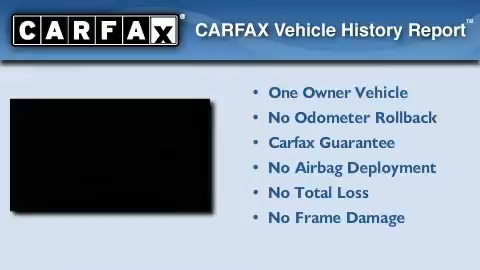 CARFAX® CARFAX Vehicle History Report™
• One Owner Vehicle
• No Odometer Rollback
• Carfax Guarantee
• No Airbag Deployment
• No Total Loss
• No Frame Damage